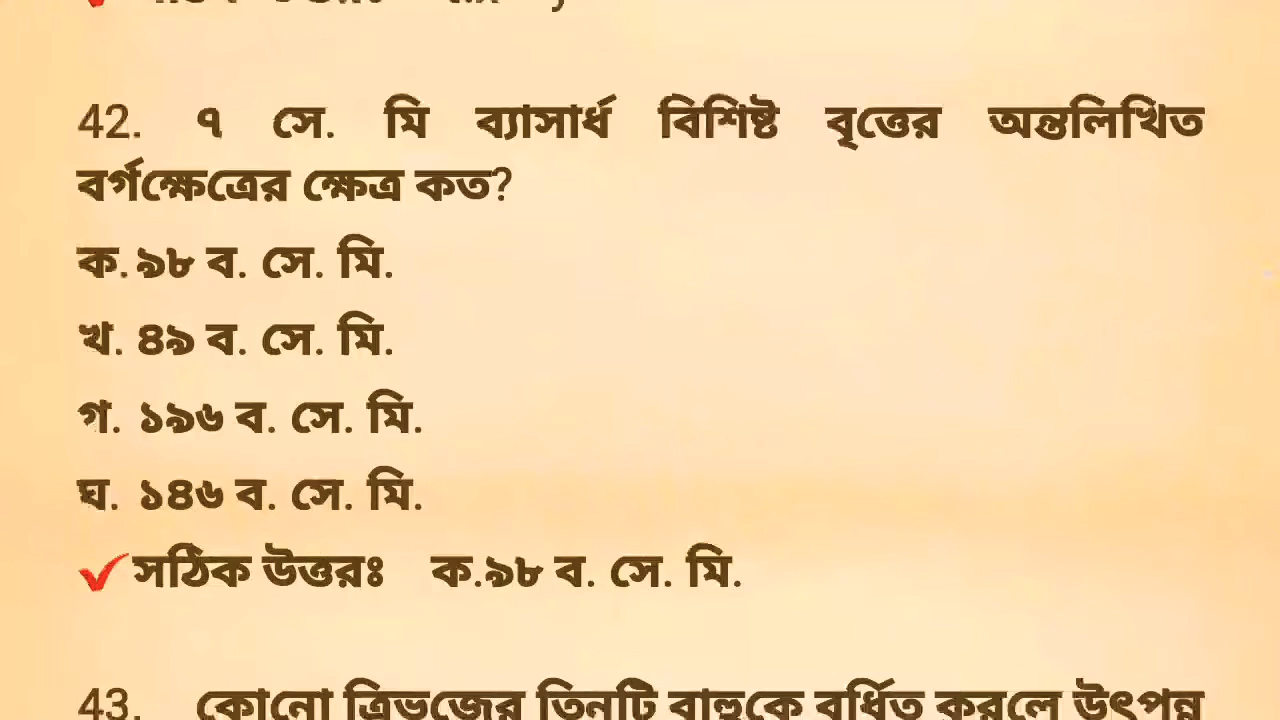 42. ৭ সে. মি ব্যাসার্ধ বিশিষ্ট বৃত্তের অন্তলিখিত
বর্গক্ষেত্রের ক্ষেত্র কত?
ক.৯৮ ব. সে. মি.
খ. ৪৯ ব. সে. মি.
গ. ১৯৬ ব. সে. মি.
ঘ. ১৪৬ ব. সে. মি.
✔সঠিক উত্তরঃ ক.৯৮ ব. সে. মি.
43. কোনো ত্রিভুজের তিনটি বাহুকে বর্ধিত করলে উৎপন্ন